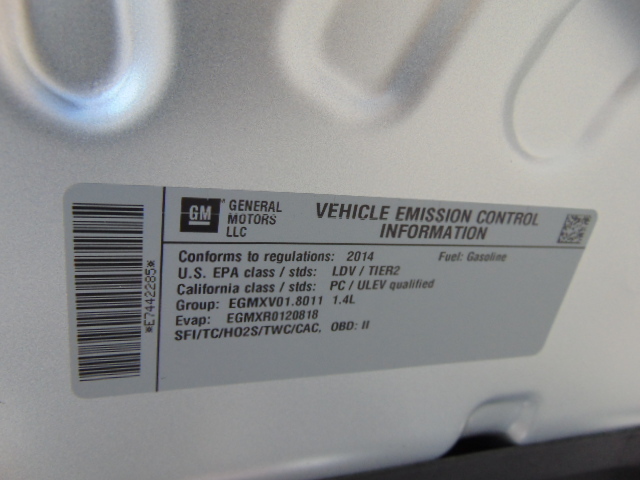 *E7442285*
GM
GENERAL
MOTORS
LLC
VEHICLE EMISSION CONTROL
INFORMATION
Conforms to regulations: 2014 Fuel: Gasoline
U.S. EPA class / stds: LDV / TIER2
California class / stds: PC / ULEV qualified
Group: EGMXV01.8011 1.4L
Evap: EGMXR0120818
SFI/TC/HO2S/TWC/CAC, OBD: II